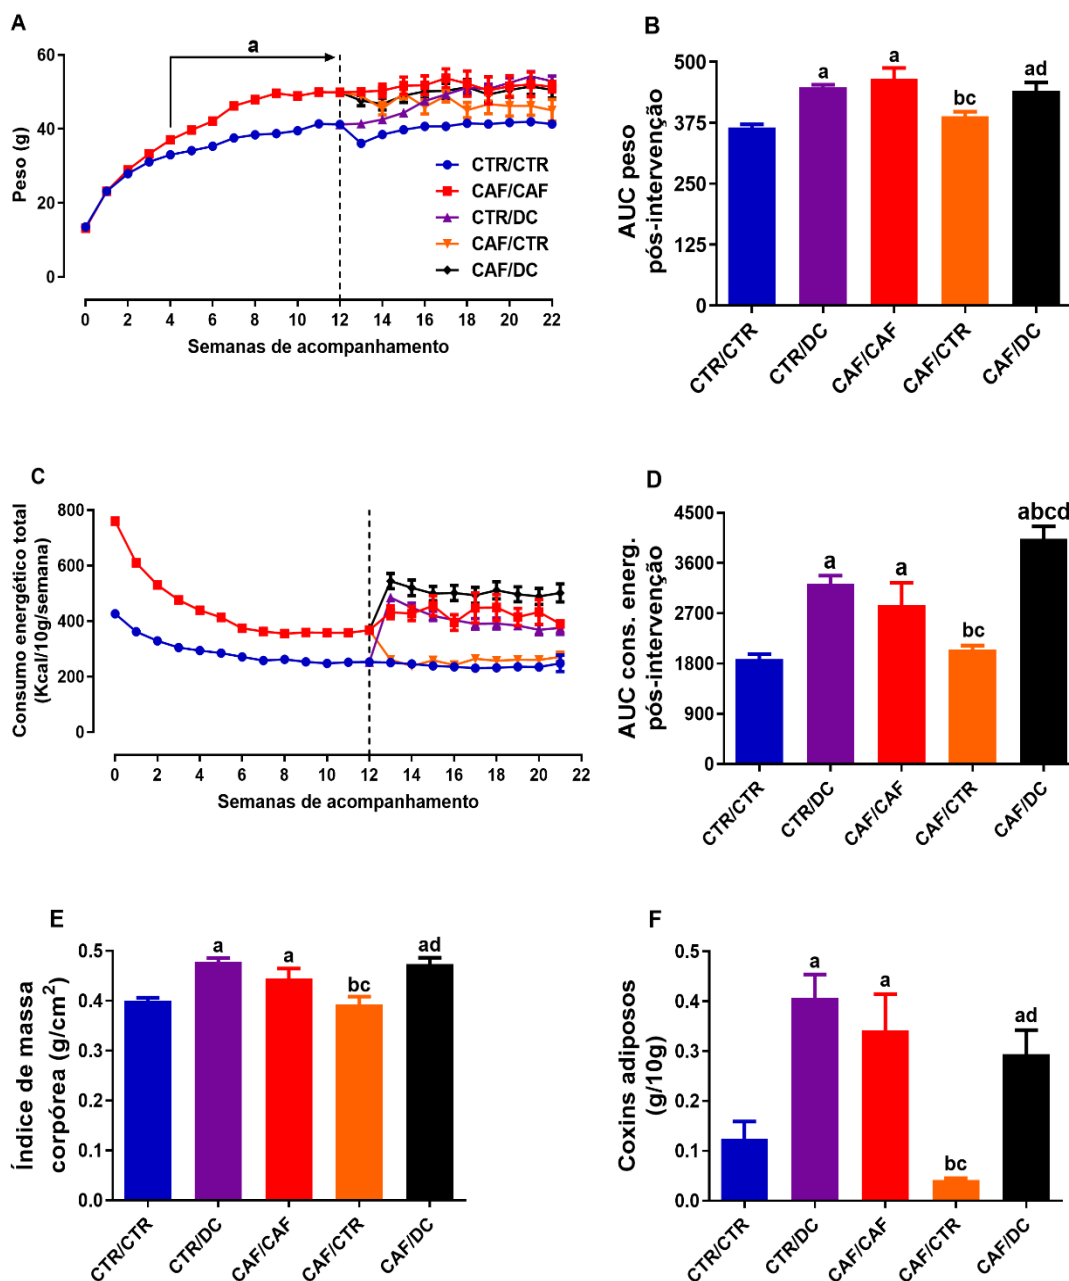 A
a
60
40
20
0
Peso (g)
CTR/CTR
CAF/CAF
CTR/DC
CAF/CTR
CAF/DC
0 2 4 6 8 10 12 14 16 18 20 22
Semanas de acompanhamento
B
500
375
250
125
0
AUC peso
pós-intervenção
a
a
bc
ad
CTR/CTR
CTR/DC
CAF/CAF
CAF/CTR
CAF/DC
C
800
600
400
200
0
Consumo energético total
(Kcal/10g/semana)
0 2 4 6 8 10 12 14 16 18 20 22
Semanas de acompanhamento
D
4500
3600
2700
1800
900
0
AUC cons. energ.
pós-intervenção
a
a
bc
abcd
CTR/CTR
CTR/DC
CAF/CAF
CAF/CTR
CAF/DC
E
0.5
0.4
0.3
0.2
0.1
0.0
Índice de massa
corpórea (g/cm²)
a
a
bc
ad
CTR/CTR
CTR/DC
CAF/CAF
CAF/CTR
CAF/DC
F
0.5
0.4
0.3
0.2
0.1
0.0
Coxins adiposos
(g/10g)
a
a
bc
ad
CTR/CTR
CTR/DC
CAF/CAF
CAF/CTR
CAF/DC